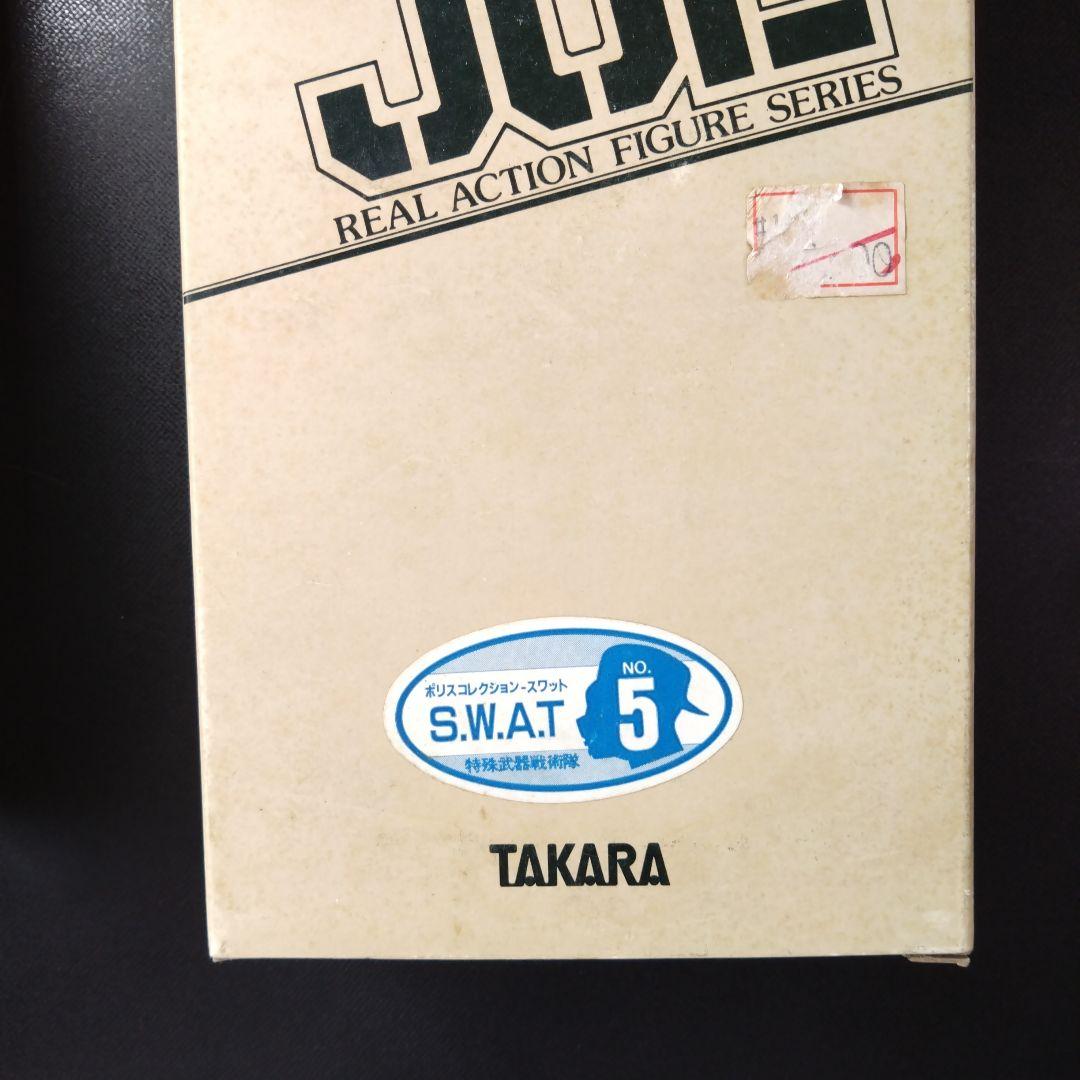 JOE
REAL ACTION FIGURE SERIES
ポリスコレクション-スワット
S.W.A.T
NO.
5
特殊武器戦術隊
TAKARA